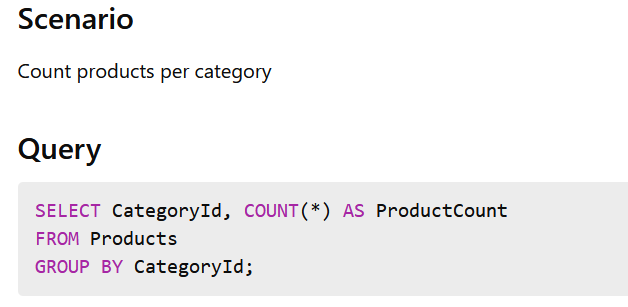 Scenario
Count products per category
Query
SELECT CategoryId, COUNT(*) AS ProductCount
FROM Products
GROUP BY CategoryId;